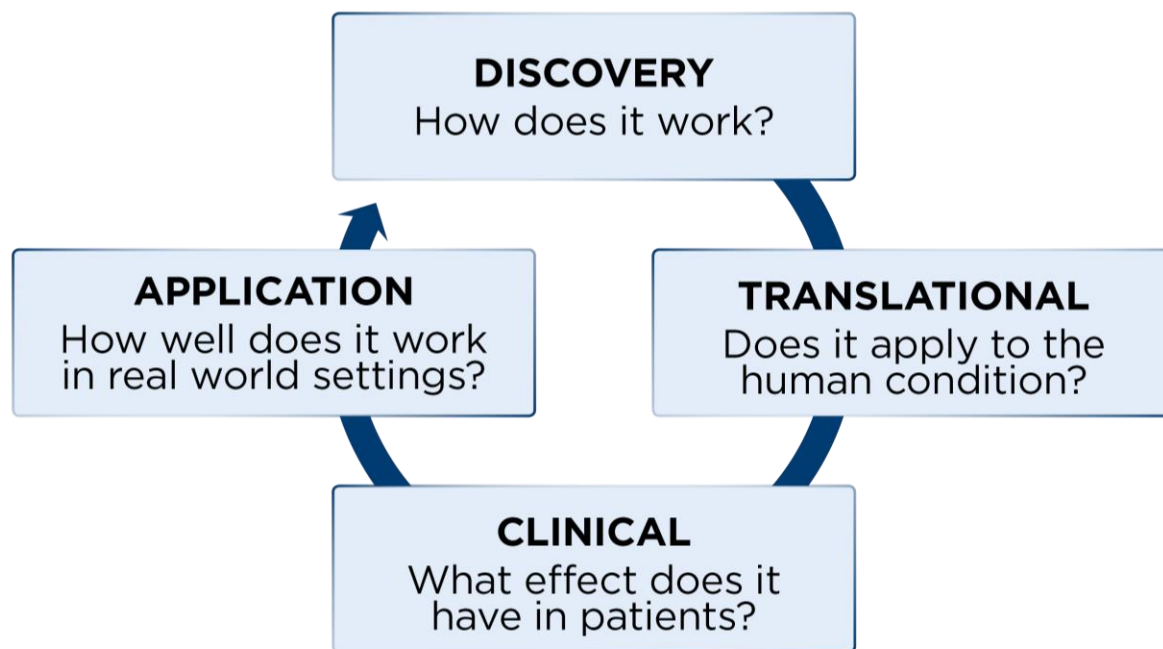 DISCOVERY
How does it work?
APPLICATION
How well does it work
in real world settings?
TRANSLATIONAL
Does it apply to the
human condition?
CLINICAL
What effect does it
have in patients?